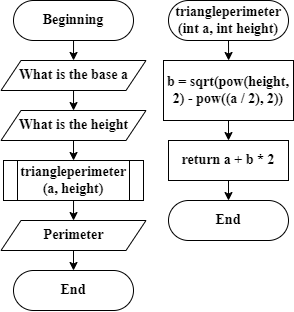 Beginning
What is the base a
What is the height
triangleperimeter
(a, height)
Perimeter
End
triangleperimeter
(int a, int height)
b = sqrt(pow(height,
2) - pow((a / 2), 2))
return a + b * 2
End